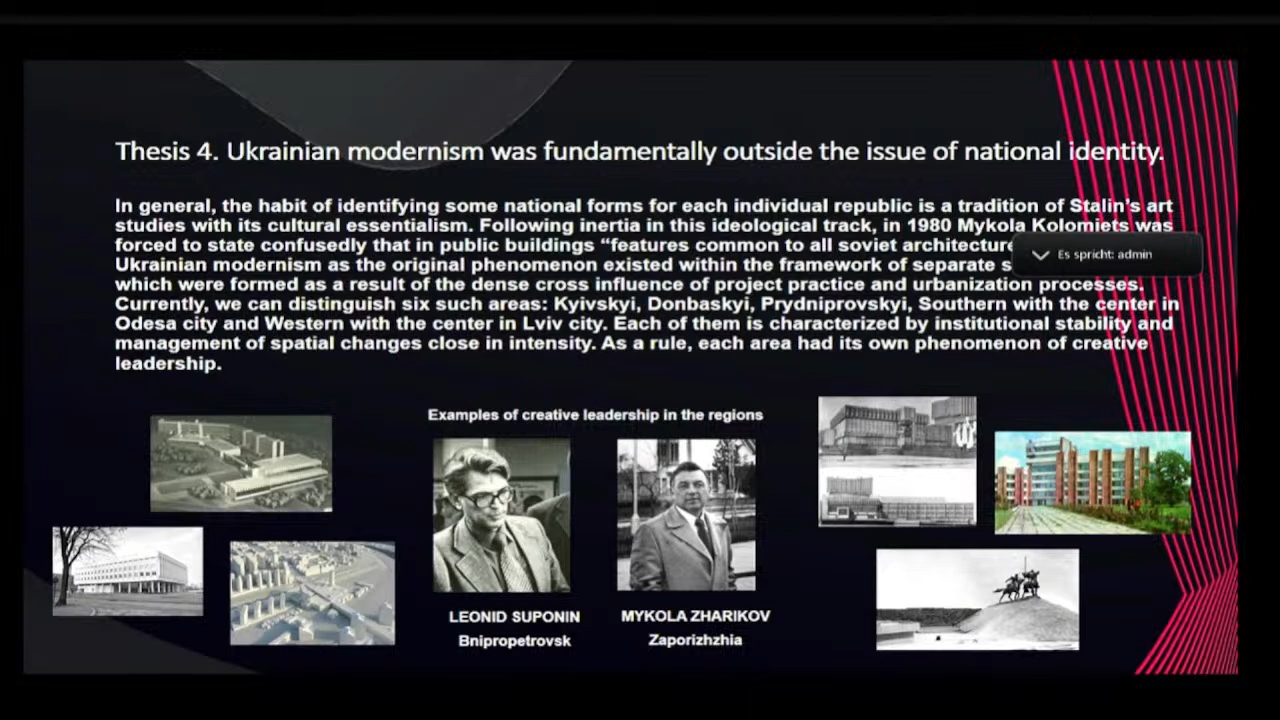 Thesis 4. Ukrainian modernism was fundamentally outside the issue of national identity.
In general, the habit of identifying some national forms for each individual republic is a tradition of Stalin's art
studies with its cultural essentialism. Following inertia in this ideological track, in 1980 Mykola Kolomiets was
forced to state confusedly that in public buildings “features common to all soviet architecture
Ukrainian modernism as the original phenomenon existed within the framework of separate
which were formed as a result of the dense cross influence of project practice and urbanization processes.
Currently, we can distinguish six such areas: Kyivskyi, Donbaskyi, Prydniprovskyi, Southern with the center in
Odesa city and Western with the center in Lviv city. Each of them is characterized by institutional stability and
management of spatial changes close in intensity. As a rule, each area had its own phenomenon of creative
leadership.
Es spricht: admin
Examples of creative leadership in the regions
LEONID SUPONIN
Bnipropetrovsk
MYKOLA ZHARIKOV
Zaporizhzhia